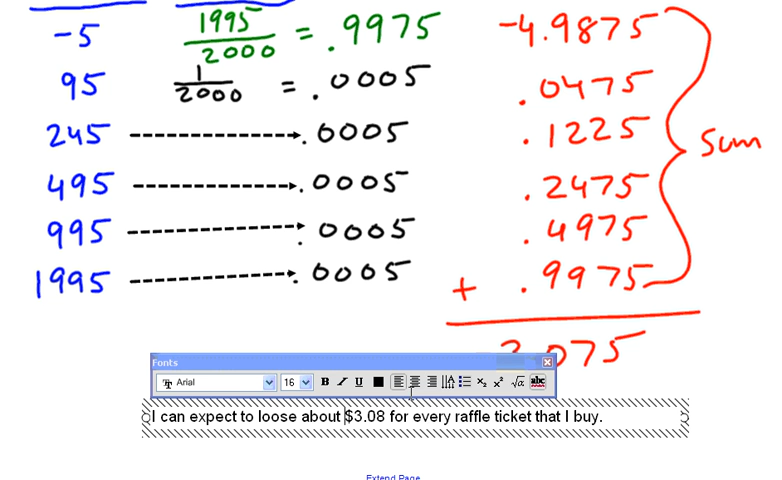 -5 1995/2000 = .9975 -4.9875
95 1/2000 = .0005 .0475
245 .0005 .1225
495 .0005 .2475 Sum
995 .0005 .4975
1995 .0005 + .9975
3.075
Fonts
Arial 16 B I U
I can expect to loose about $3.08 for every raffle ticket that I buy.
Extend Page